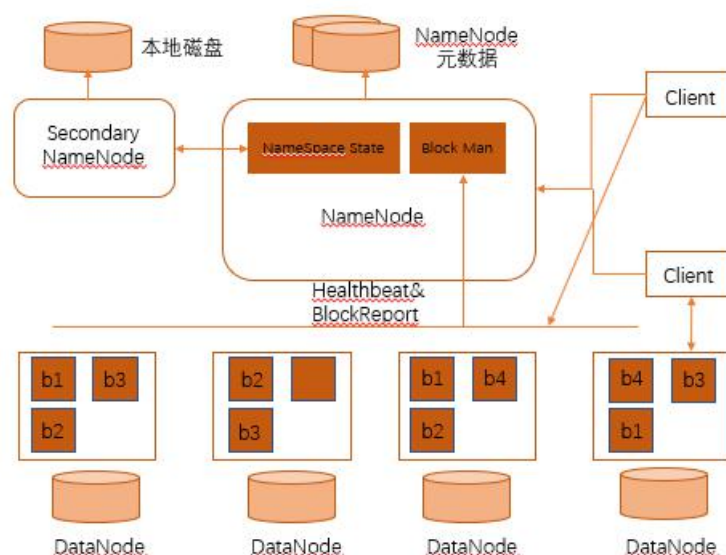 本地磁盘
NameNode
元数据
Client
Secondary
NameNode
NameSpace State
Block Man
NameNode
Client
Healthbeat&
BlockReport
b1
b3
b2
b2
b3
b1
b4
b2
b4
b3
b1
DataNode
DataNode
DataNode
DataNode